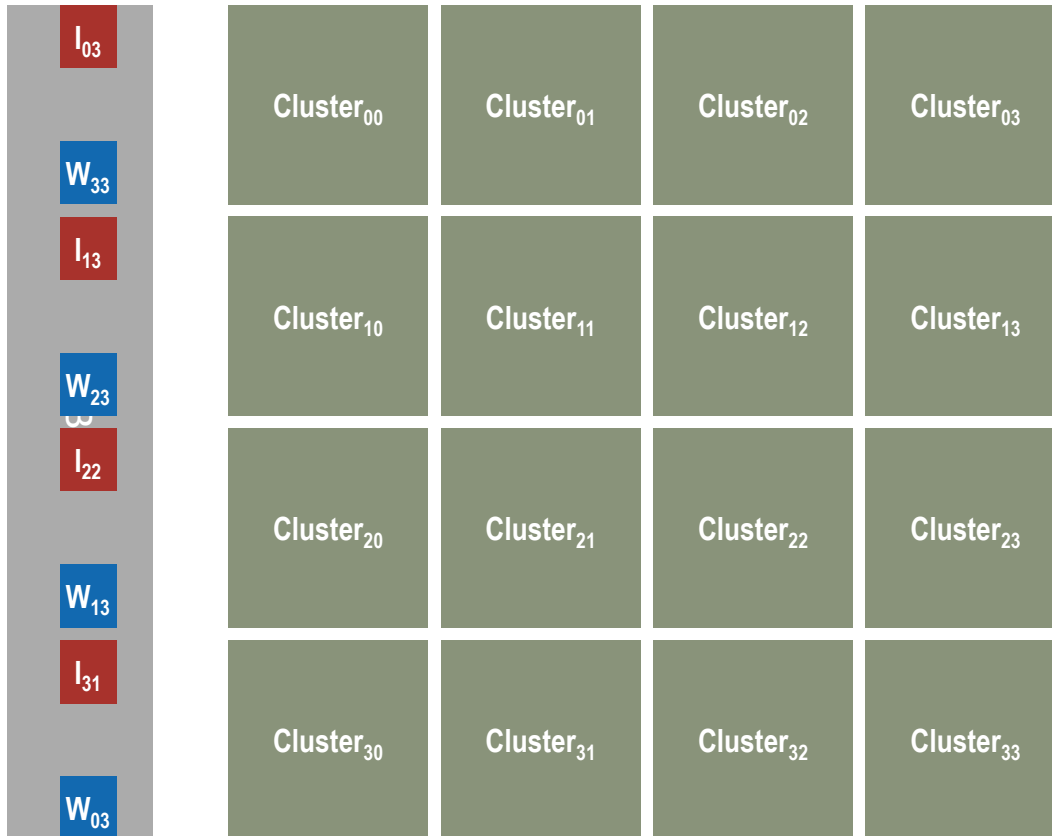 I03
Cluster00 Cluster01 Cluster02 Cluster03
W33
I13
Cluster10 Cluster11 Cluster12 Cluster13
W23
I22
Cluster20 Cluster21 Cluster22 Cluster23
W13
I31
Cluster30 Cluster31 Cluster32 Cluster33
W03